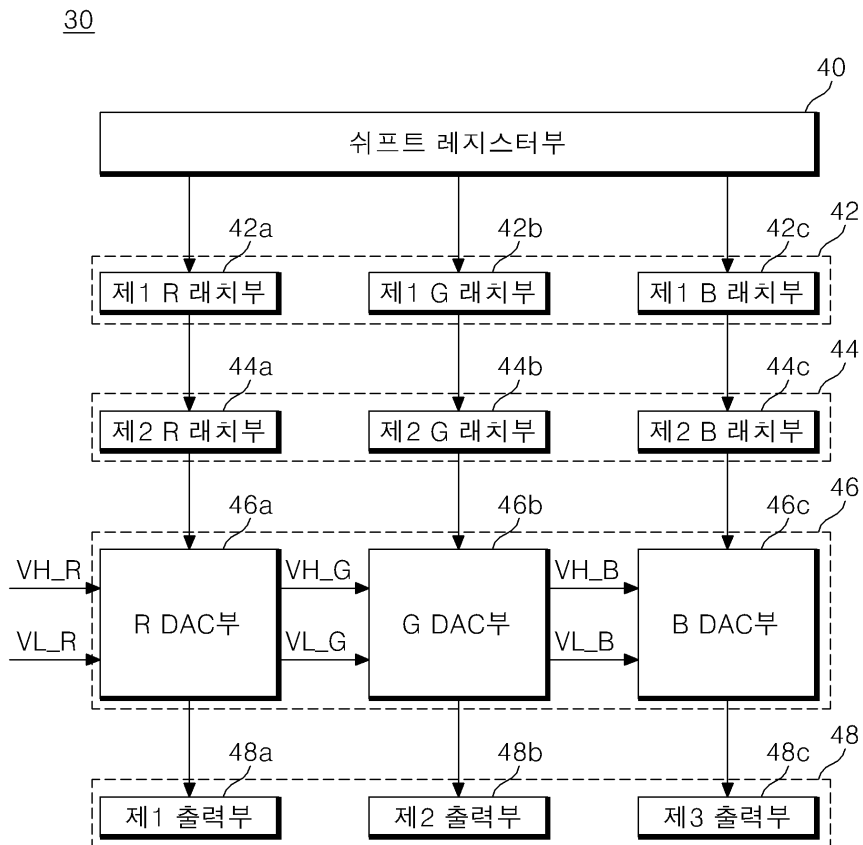 30
40
쉬프트 레지스터부
42a 42b 42c 42
제1 R 래치부 제1 G 래치부 제1 B 래치부
44a 44b 44c 44
제2 R 래치부 제2 G 래치부 제2 B 래치부
46a 46b 46c 46
VH_R VH_G VH_B
R DAC부 G DAC부 B DAC부
VL_R VL_G VL_B
48a 48b 48c 48
제1 출력부 제2 출력부 제3 출력부